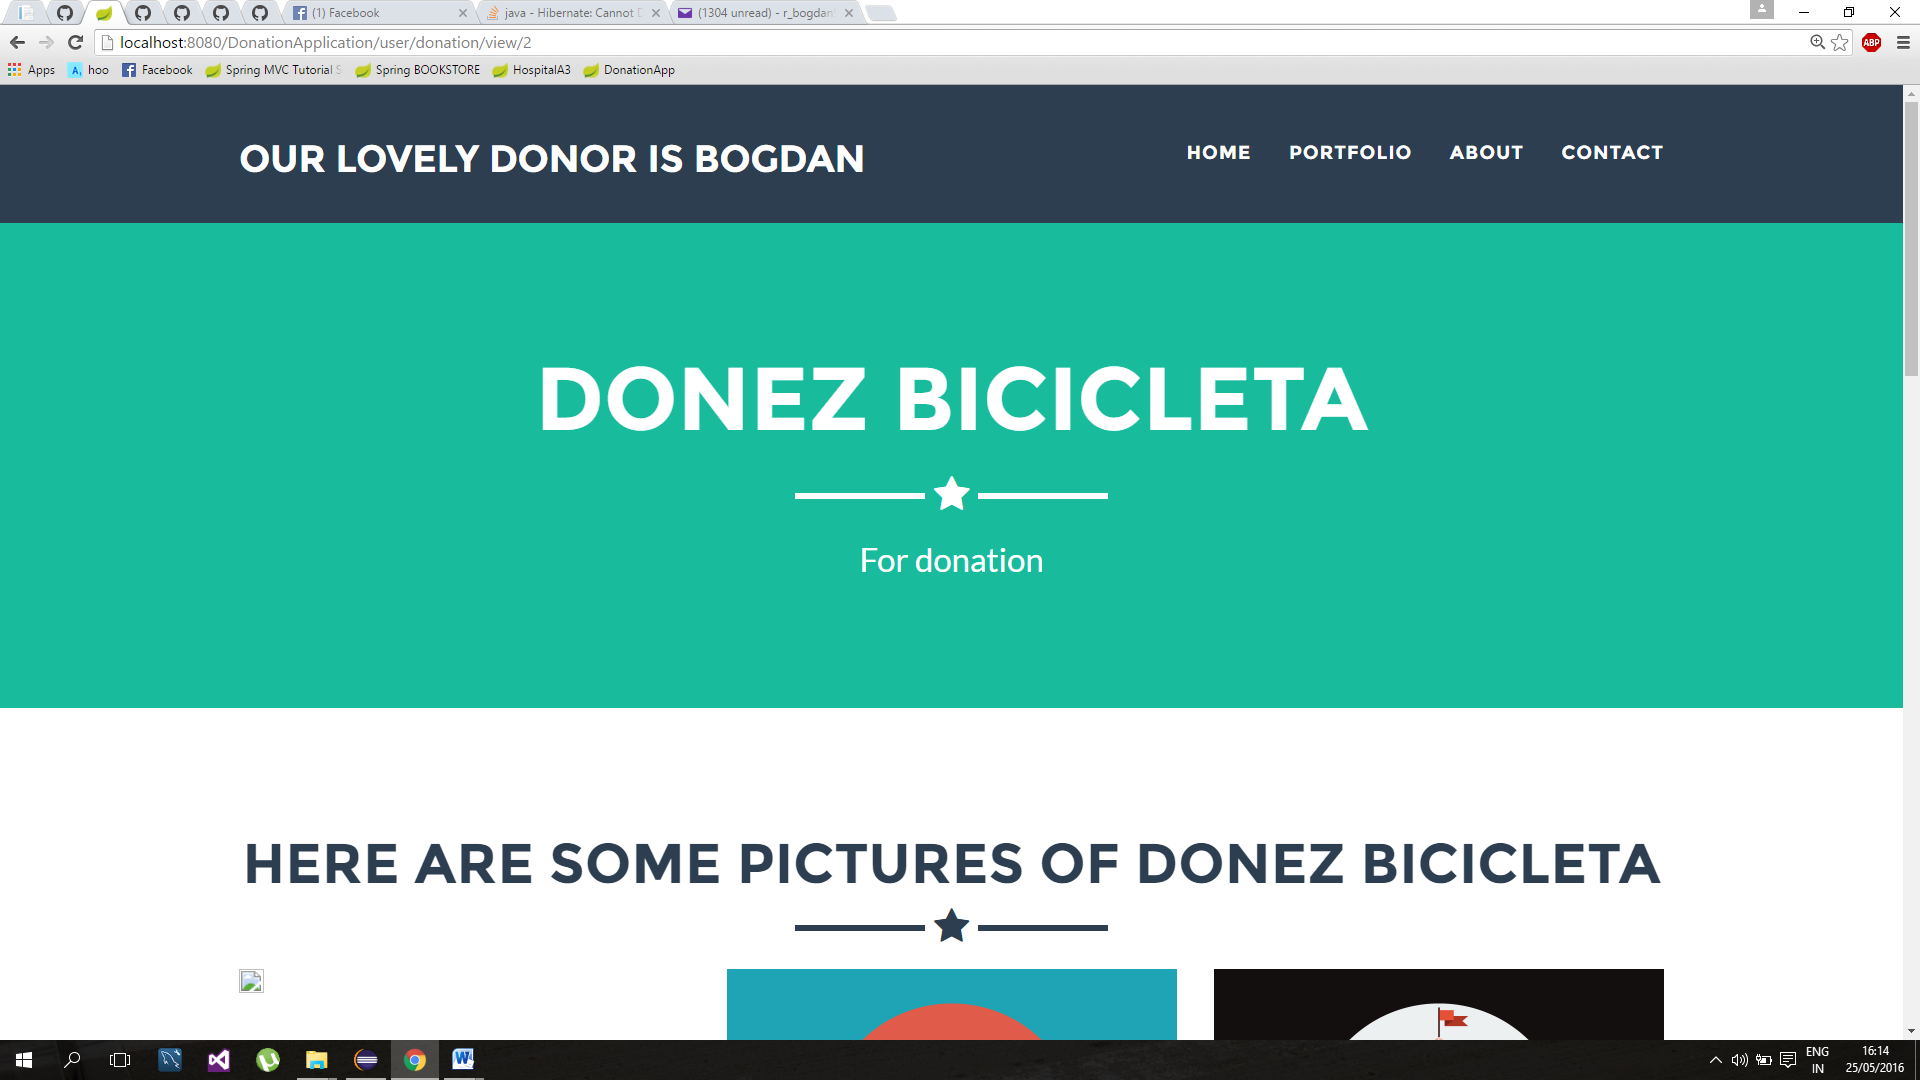 (1) Facebook
java - Hibernate: Cannot
(1304 unread) - r_bogdan
localhost:8080/DonationApplication/user/donation/view/2
ABP
Apps
A,
hoo
Facebook
Spring MVC Tutorial S
Spring BOOKSTORE
HospitalA3
DonationApp
OUR LOVELY DONOR IS BOGDAN
HOME
PORTFOLIO
ABOUT
CONTACT
DONEZ BICICLETA
For donation
HERE ARE SOME PICTURES OF DONEZ BICICLETA
ENG
IN
16:14
25/05/2016